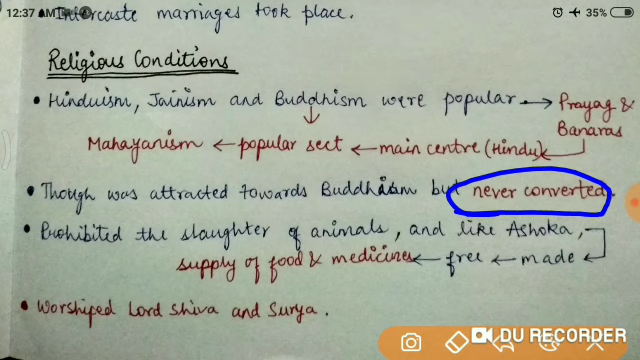 12:37 AM
35%
Intercaste marriages took place.
Religious Conditions
• Hinduism, Jainism and Buddhism were popular → Prayag &
Banaras
Mahayanism ← popular sect ← main centre (Hindu)
• Though was attracted towards Buddhism but never converted.
• Prohibited the slaughter of animals, and like Ashoka,
supply of food & medicines ← free ← made
• Worshiped Lord Shiva and Surya.
DU RECORDER